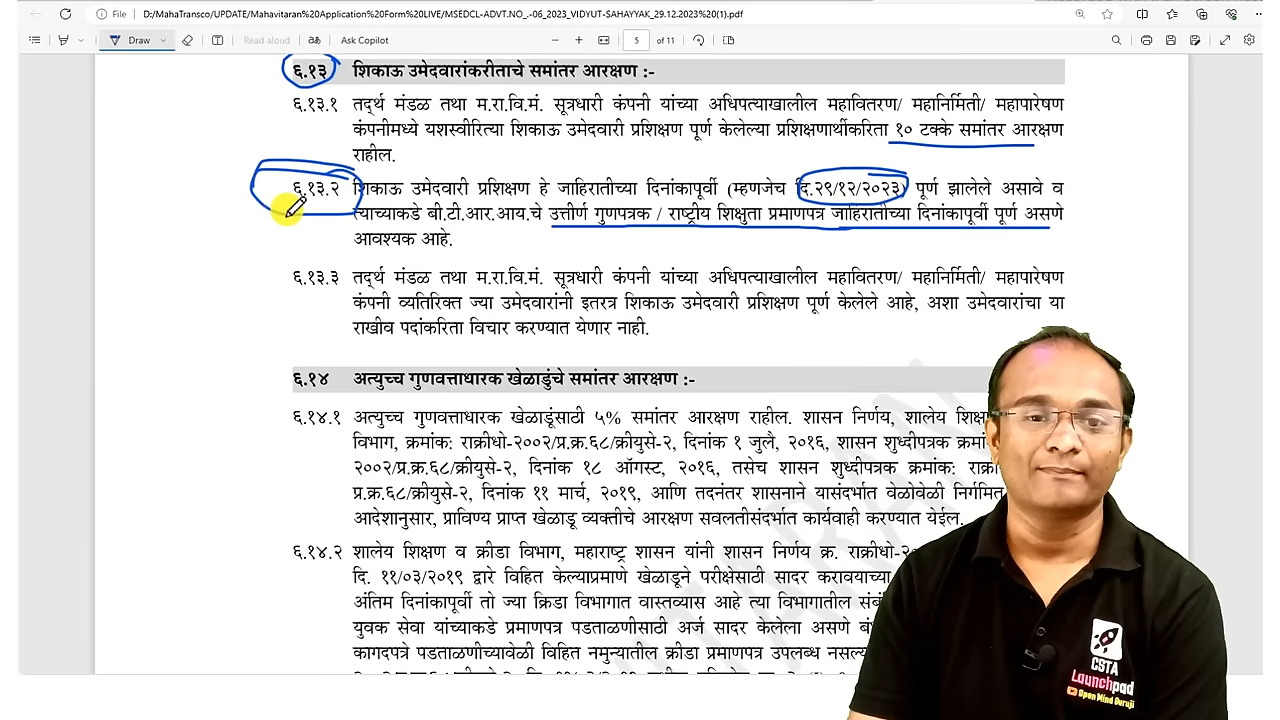 File D:/MahaTransco/UPDATE/Mahavitaran%20Application%20Form%20LIVE/MSEDCL-ADVT.NO_.-06_2023_VIDYUT-SAHAYYAK_29.12.2023%20(1).pdf
Draw Read aloud aあ Ask Copilot 5 of 11
६.१३ शिकाऊ उमेदवारांकरीताचे समांतर आरक्षण :-
६.१३.१ तद्र्थ मंडळ तथा म.रा.वि.मं. सूत्रधारी कंपनी यांच्या अधिपत्याखालील महावितरण/ महानिर्मिती/ महापारेषण
कंपनीमध्ये यशस्वीरित्या शिकाऊ उमेदवारी प्रशिक्षण पूर्ण केलेल्या प्रशिक्षणार्थीकरिता १० टक्के समांतर आरक्षण
राहील.
६.१३.२ शिकाऊ उमेदवारी प्रशिक्षण हे जाहिरातीच्या दिनांकापूर्वी (म्हणजेच दि.२९/१२/२०२३) पूर्ण झालेले असावे व
त्याच्याकडे बी.टी.आर.आय.चे उत्तीर्ण गुणपत्रक / राष्ट्रीय शिक्षुता प्रमाणपत्र जाहिरातीच्या दिनांकापूर्वी पूर्ण असणे
आवश्यक आहे.
६.१३.३ तद्र्थ मंडळ तथा म.रा.वि.मं. सूत्रधारी कंपनी यांच्या अधिपत्याखालील महावितरण/ महानिर्मिती/ महापारेषण
कंपनी व्यतिरिक्त ज्या उमेदवारांनी इतरत्र शिकाऊ उमेदवारी प्रशिक्षण पूर्ण केलेले आहे, अशा उमेदवारांचा या
राखीव पदांकरिता विचार करण्यात येणार नाही.
६.१४ अत्युच्च गुणवत्ताधारक खेळाडुंचे समांतर आरक्षण :-
६.१४.१ अत्युच्च गुणवत्ताधारक खेळाडूंसाठी ५% समांतर आरक्षण राहील. शासन निर्णय, शालेय
विभाग, क्रमांक: राक्रीधो-२००२/प्र.क्र.६८/क्रीयुसे-२, दिनांक १ जुलै, २०१६, शासन शुध्दीपत्रक
२००२/प्र.क्र.६८/क्रीयुसे-२, दिनांक १८ ऑगस्ट, २०१६, तसेच शासन शुध्दीपत्रक क्रमांक:
प्र.क्र.६८/क्रीयुसे-२, दिनांक ११ मार्च, २०१९, आणि तदनंतर शासनाने यासंदर्भात वेळोवेळी निर्गमित
आदेशानुसार, प्राविण्य प्राप्त खेळाडू व्यक्तीचे आरक्षण सवलतीसंदर्भात कार्यवाही करण्यात येईल.
६.१४.२ शालेय शिक्षण व क्रीडा विभाग, महाराष्ट्र शासन यांनी शासन निर्णय क्र.
दि. ११/०३/२०१९ द्वारे विहित केल्याप्रमाणे खेळाडूने परीक्षेसाठी सादर करावयाच्या
अंतिम दिनांकापूर्वी तो ज्या क्रिडा विभागात वास्तव्यास आहे त्या विभागातील
युवक सेवा यांच्याकडे प्रमाणपत्र पडताळणीसाठी अर्ज सादर केलेला असणे
कागदपत्रे पडताळणीच्यावेळी विहित नमुन्यातील क्रीडा प्रमाणपत्र उपलब्ध
CSTA
Launchpad
Open Mind Guruji